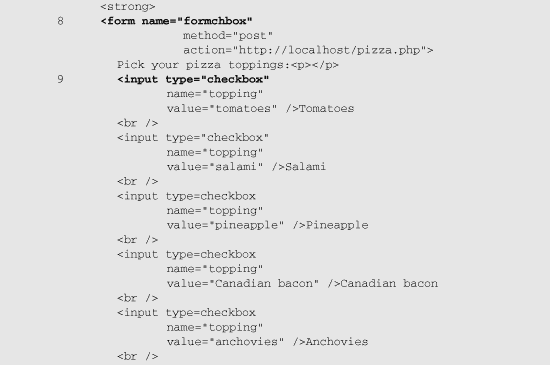 <strong>
8 <form name="formchbox"
method="post"
action="http://localhost/pizza.php">
Pick your pizza toppings:<p></p>
9 <input type="checkbox"
name="topping"
value="tomatoes" />Tomatoes
<br />
<input type="checkbox"
name="topping"
value="salami" />Salami
<br />
<input type=checkbox
name="topping"
value="pineapple" />Pineapple
<br />
<input type=checkbox
name="topping"
value="Canadian bacon" />Canadian bacon
<br />
<input type=checkbox
name="topping"
value="anchovies" />Anchovies
<br />